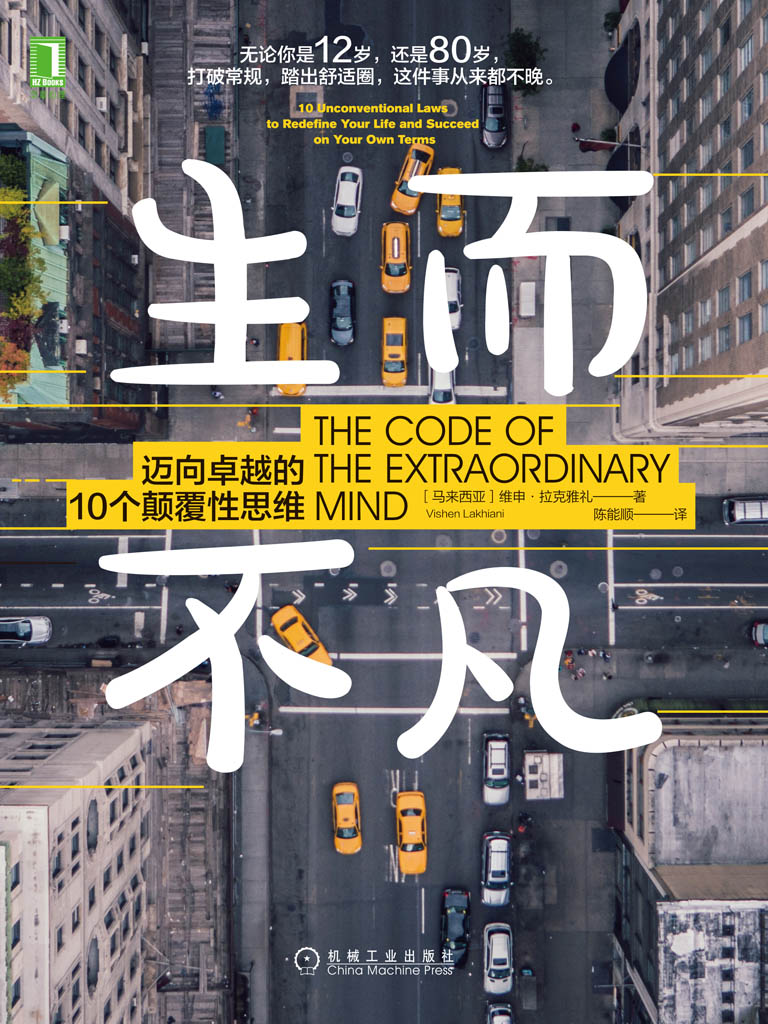 HZ BOOKS
无论你是12岁，还是80岁，
打破常规，踏出舒适圈，这件事从来都不晚。
10 Unconventional Laws
to Redefine Your Life and Succeed
on Your Own Terms
生而
THE CODE OF
迈向卓越的 THE EXTRAORDINARY
10个颠覆性思维 MIND
[马来西亚] 维申·拉克雅礼——著
Vishen Lakhiani
陈能顺——译
不凡
机械工业出版社
China Machine Press